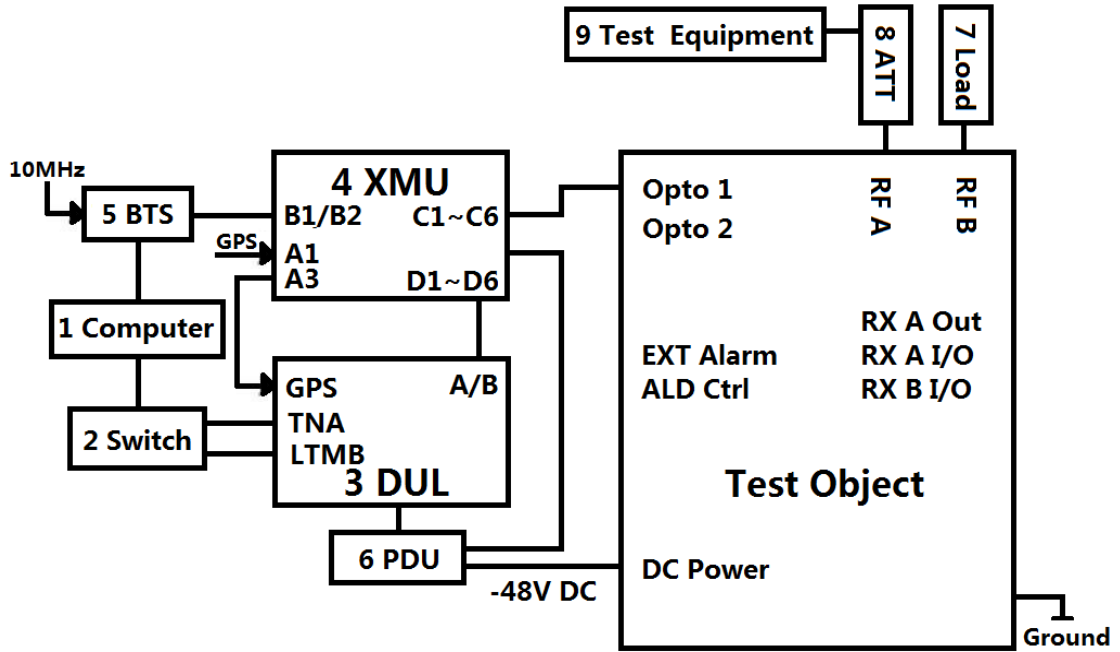 9 Test Equipment
8 ATT
7 Load
10MHz
5 BTS
4 XMU
B1/B2
C1~C6
GPS
A1
A3
D1~D6
Opto 1
Opto 2
RF A
RF B
1 Computer
RX A Out
EXT Alarm
RX A I/O
ALD Ctrl
RX B I/O
GPS
A/B
TNA
LTMB
2 Switch
3 DUL
Test Object
6 PDU
-48V DC
DC Power
Ground